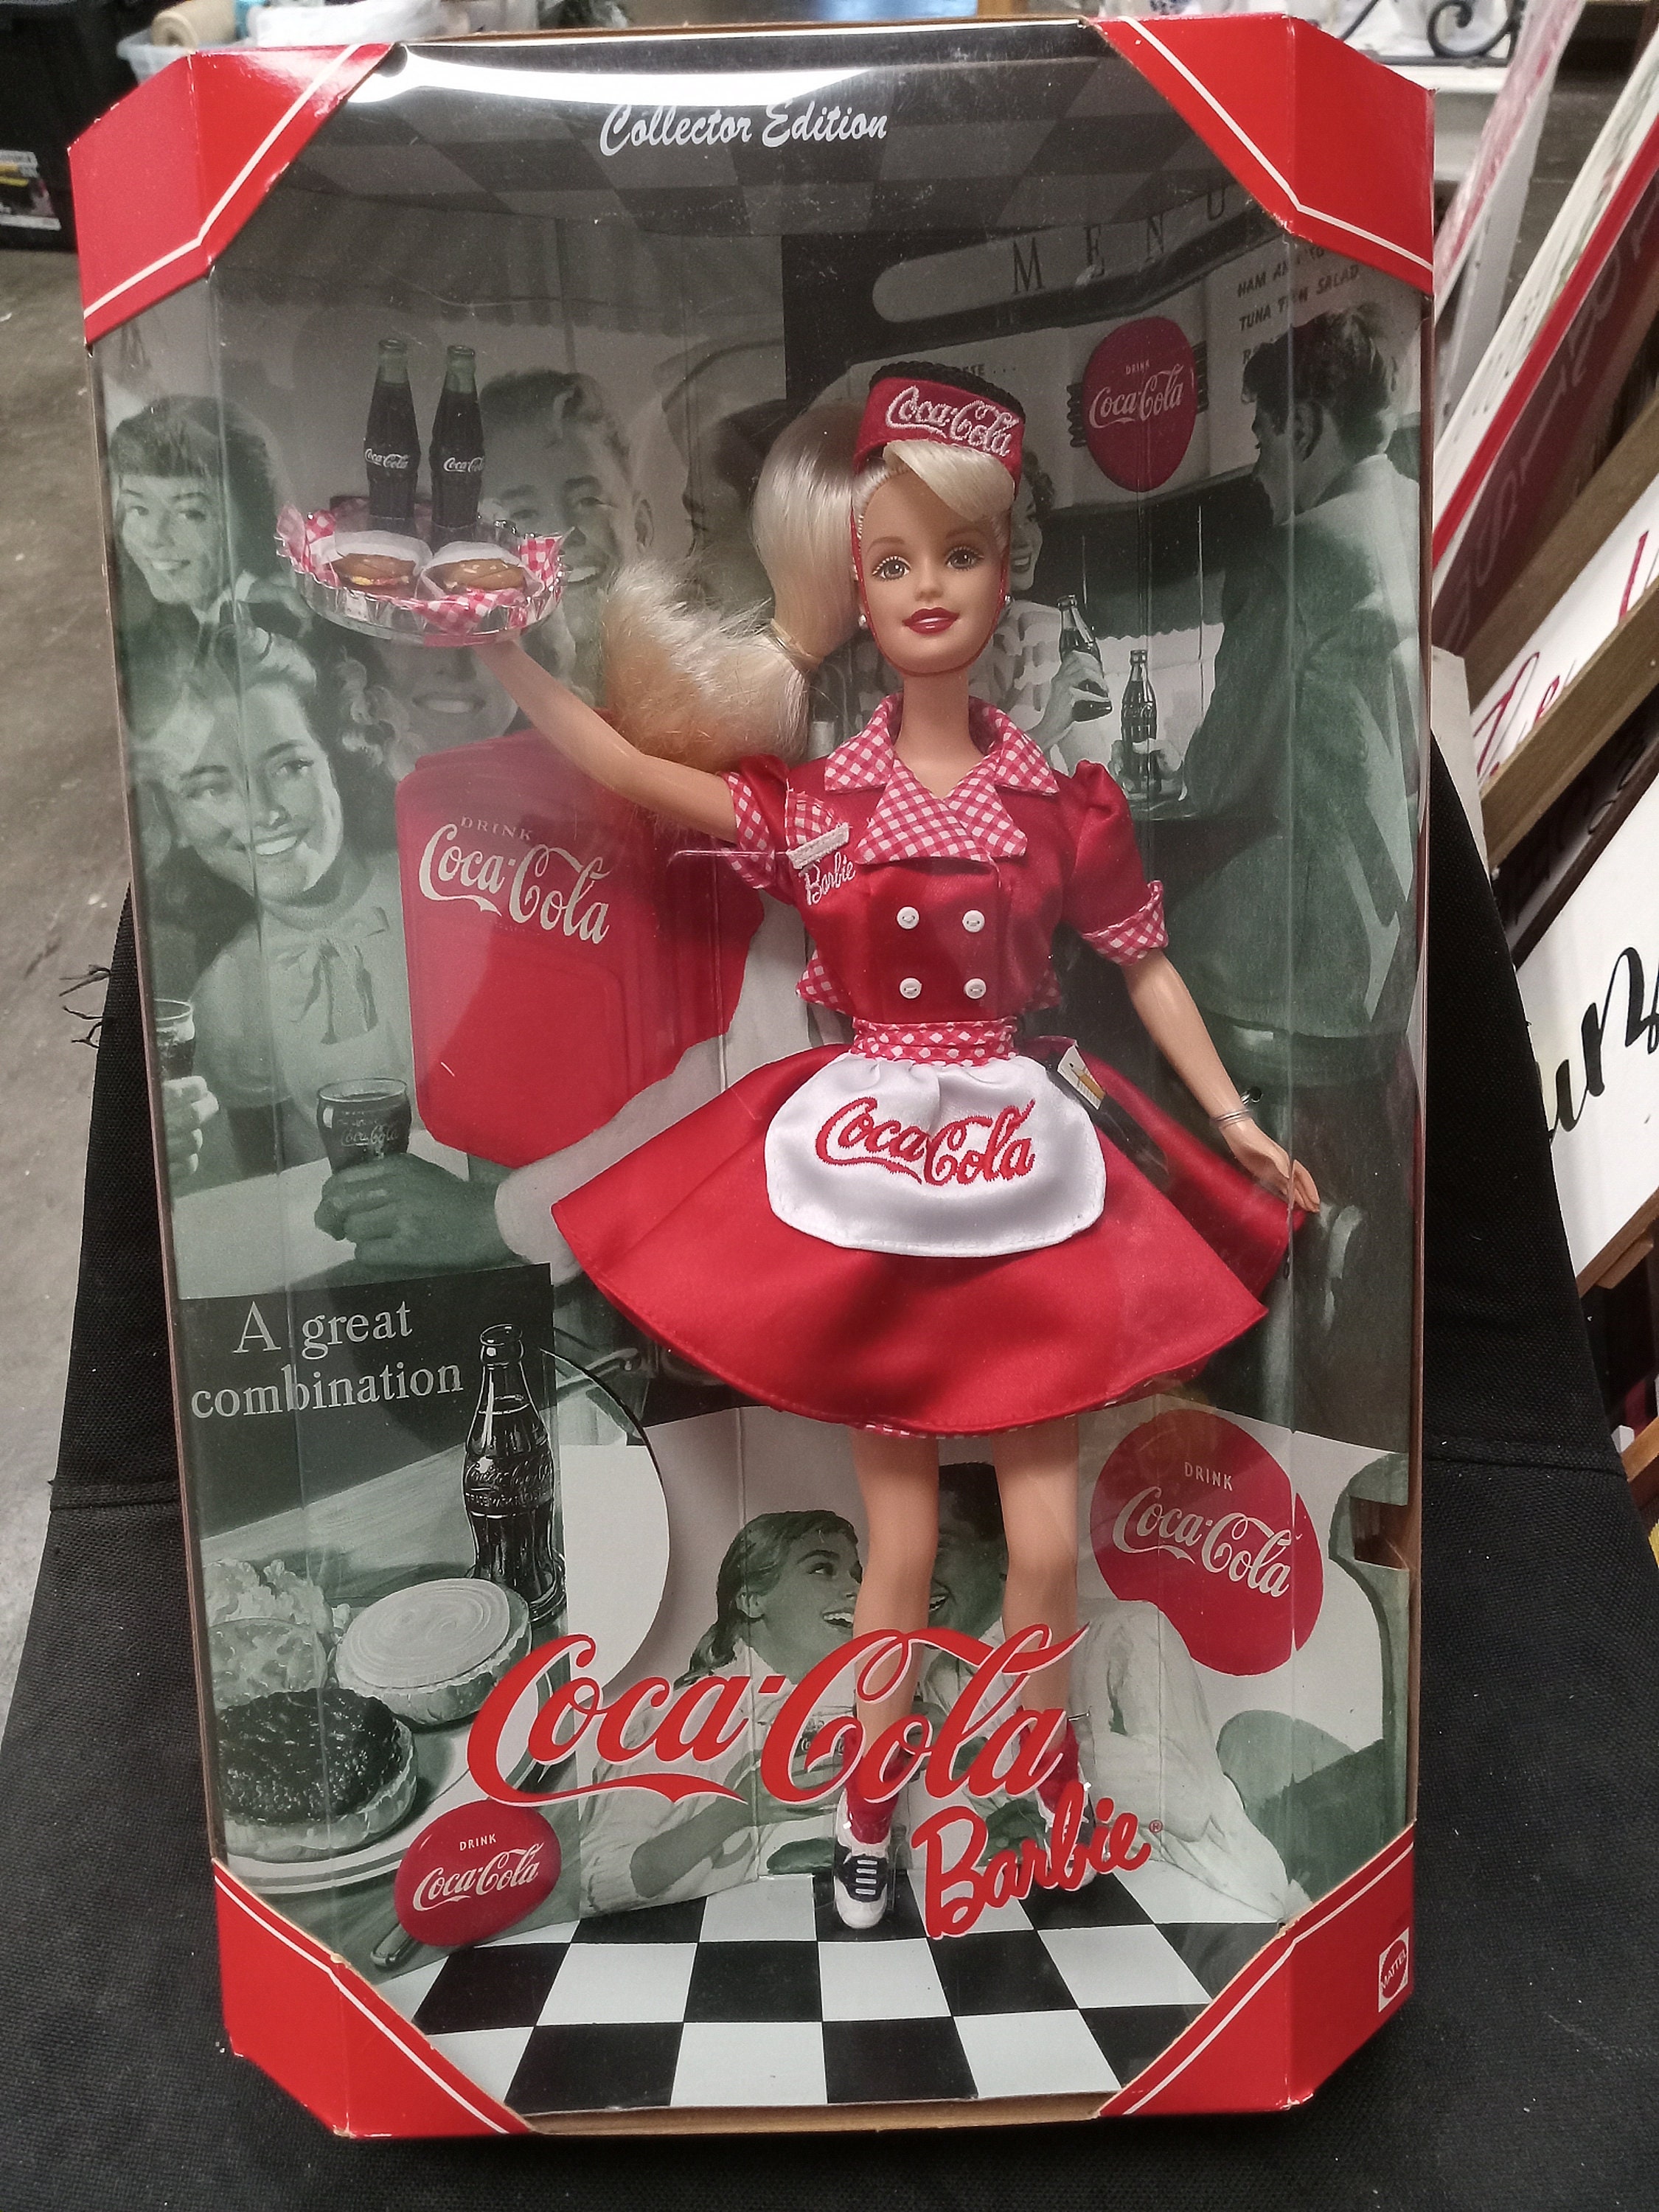 Collector Edition
MENU
HAM AND
TUNA FISH SALAD
DRINK
Coca-Cola
Coca-Cola
Coca-Cola
Coca-Cola
DRINK
Coca-Cola
Barbie
Coca-Cola
Coca-Cola
A great
combination
DRINK
Coca-Cola
Coca-Cola
Barbie®
DRINK
Coca-Cola
MATTEL